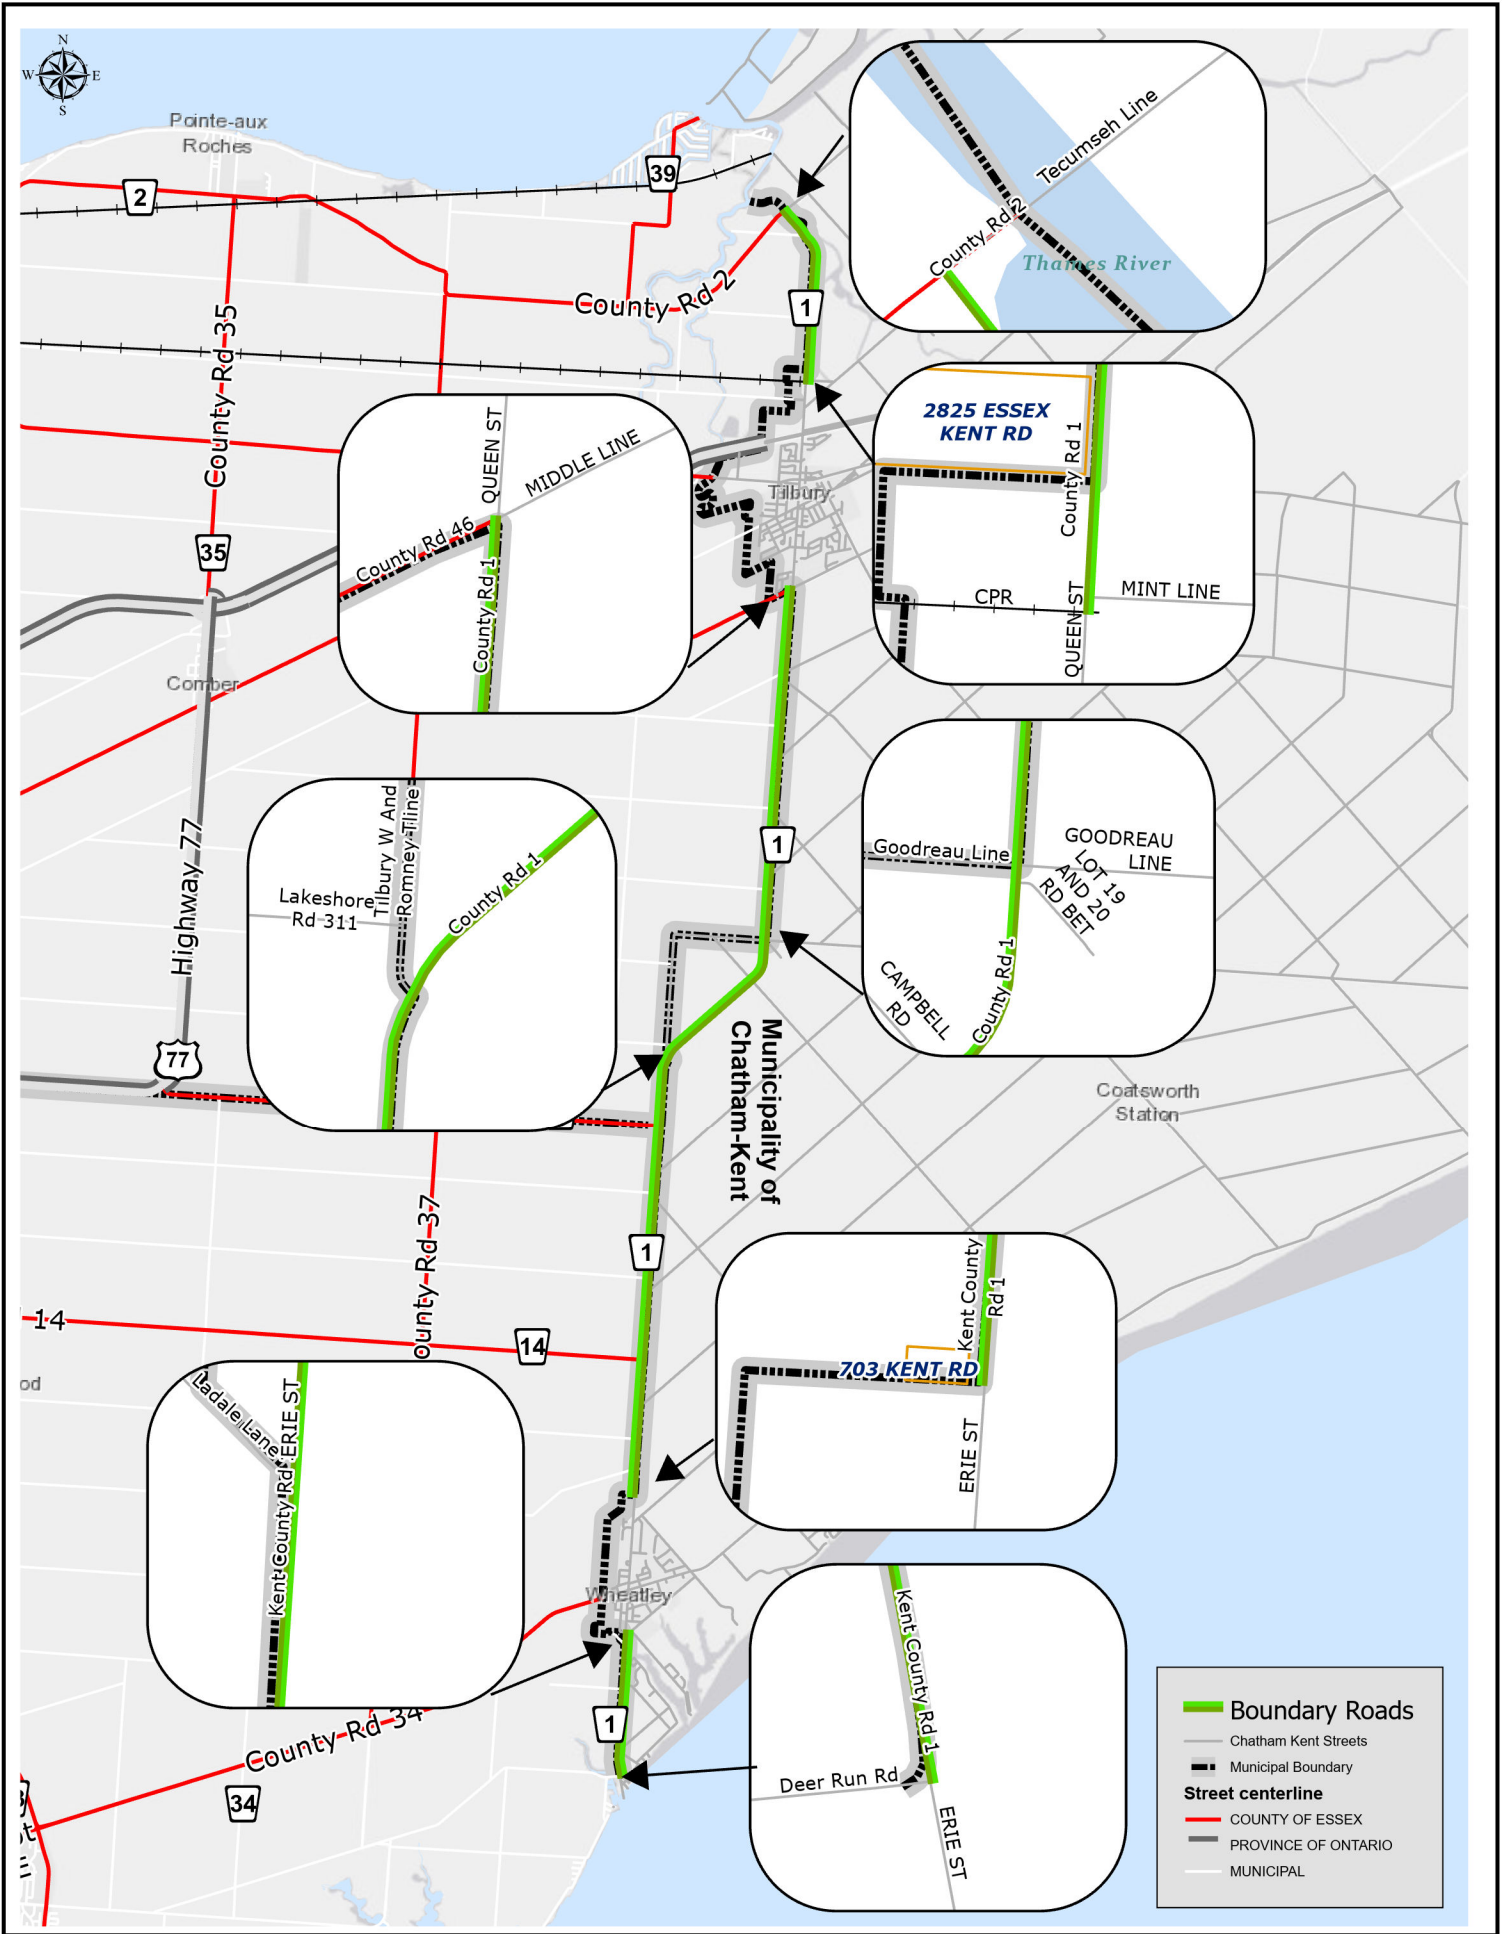 N
W
E
S
Pointe-aux
Roches
2
39
County Rd 2
County Rd 35
1
Tecumseh Line
County Rd 2
Thames River
2825 ESSEX
KENT RD
County Rd 1
CPR
MINT LINE
QUEEN ST
QUEEN ST
MIDDLE LINE
County Rd 46
County Rd 1
Tilbury
35
Comber
Highway 77
77
Tilbury W And
Romney Tline
Lakeshore
Rd 311
County Rd 1
1
Goodreau Line
GOODREAU
LINE
LOT 19
AND 20
RD BET
CAMPBELL
RD
County Rd 1
Municipality of
Chatham-Kent
Coatsworth
Station
ounty Rd 37
1
14
14
od
Kent County
Rd 1
703 KENT RD
ERIE ST
Ladale Lane
ERIE ST
Kent County Rd
Wheatley
1
County Rd 34
34
Kent County Rd 1
Deer Run Rd
ERIE ST
Boundary Roads
Chatham Kent Streets
Municipal Boundary
Street centerline
COUNTY OF ESSEX
PROVINCE OF ONTARIO
MUNICIPAL